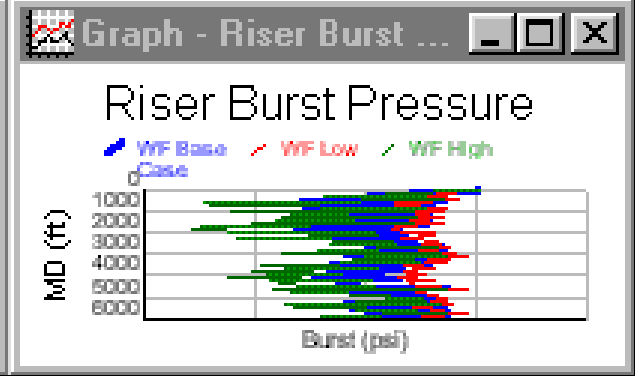 Graph - Riser Burst ...
Riser Burst Pressure
WF Base Case WF Low WF High
0
1000
2000
3000
4000
5000
6000
MD (ft)
Burst (psi)